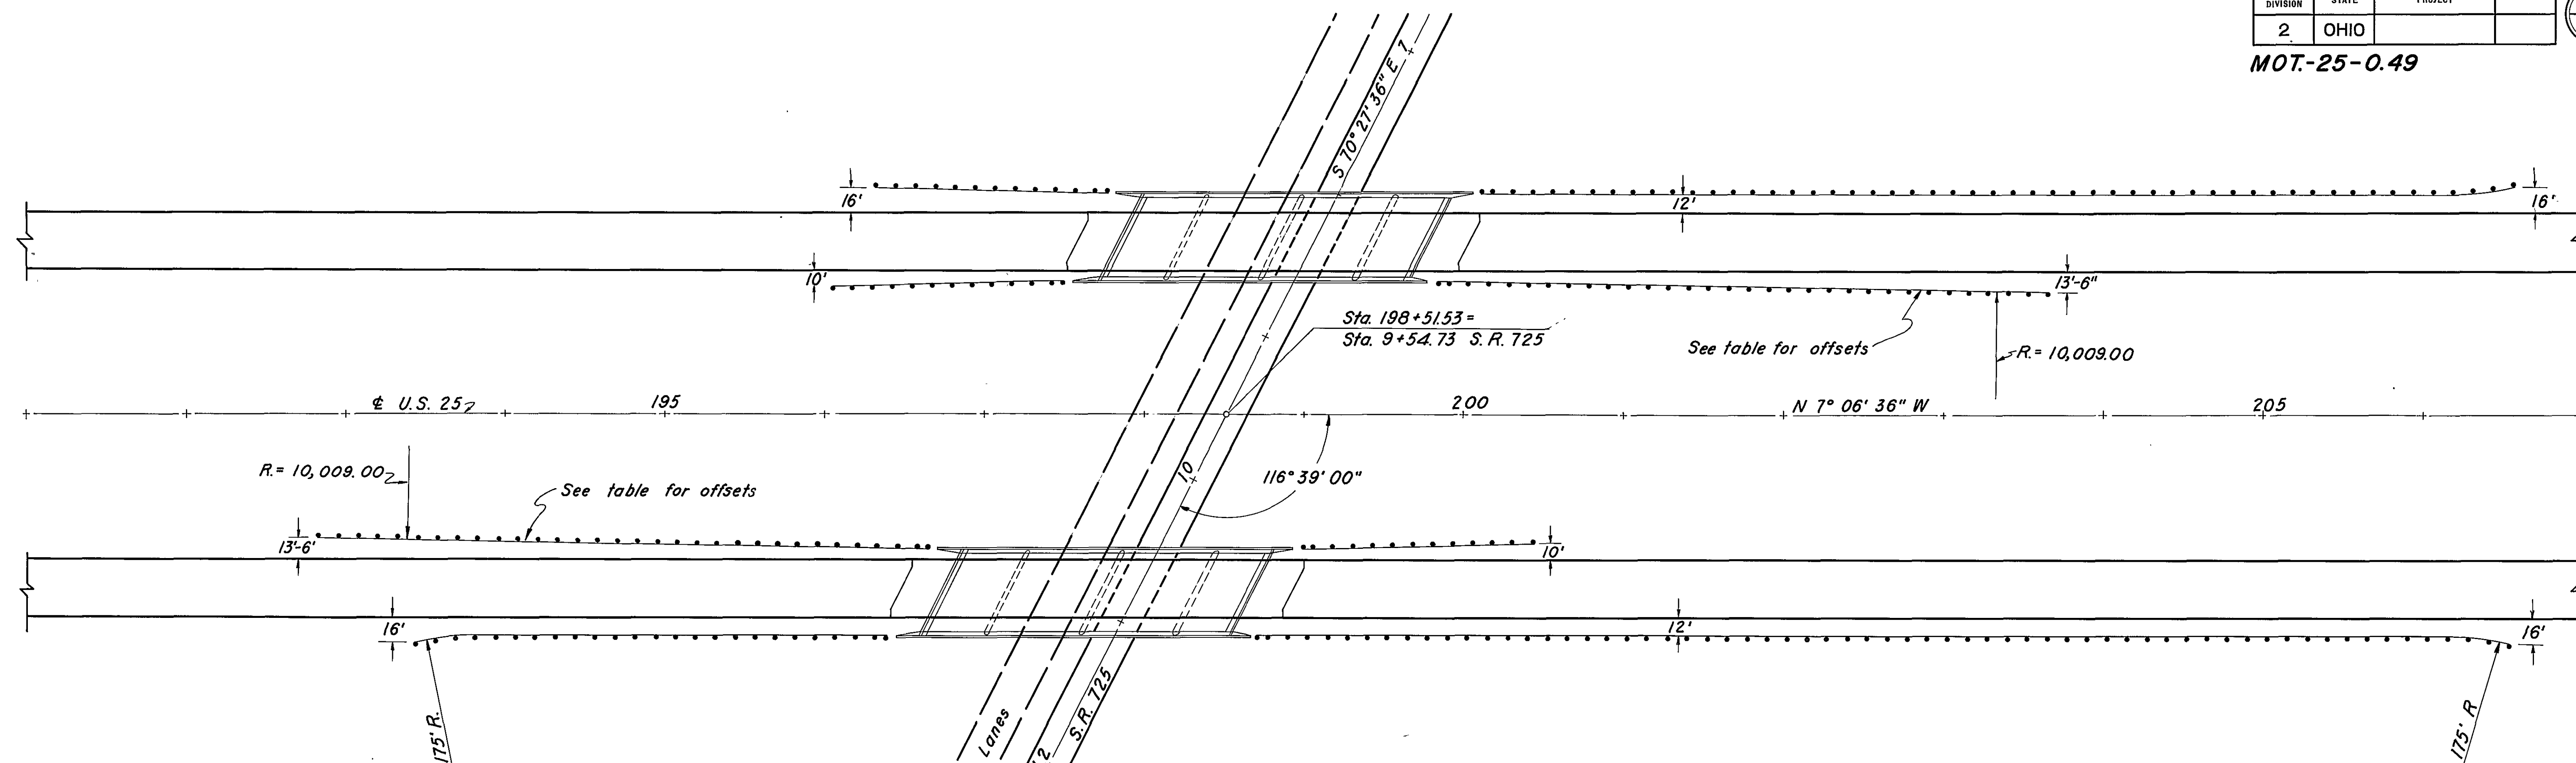 DIVISION STATE PROJECT
2 OHIO
MOT.-25-0.49
S 70° 27' 36" E 7
16'
12'
16'
10'
13'-6"
Sta. 198+51.53=
Sta. 9+54.73 S.R. 725
See table for offsets
R.= 10,009.00
℄ U.S. 25
195
200
N 7° 06' 36" W
205
R.= 10,009.00
See table for offsets
10
116° 39' 00"
13'-6'
10'
16'
12'
16'
175' R.
Lanes
S.R. 725
2
175' R